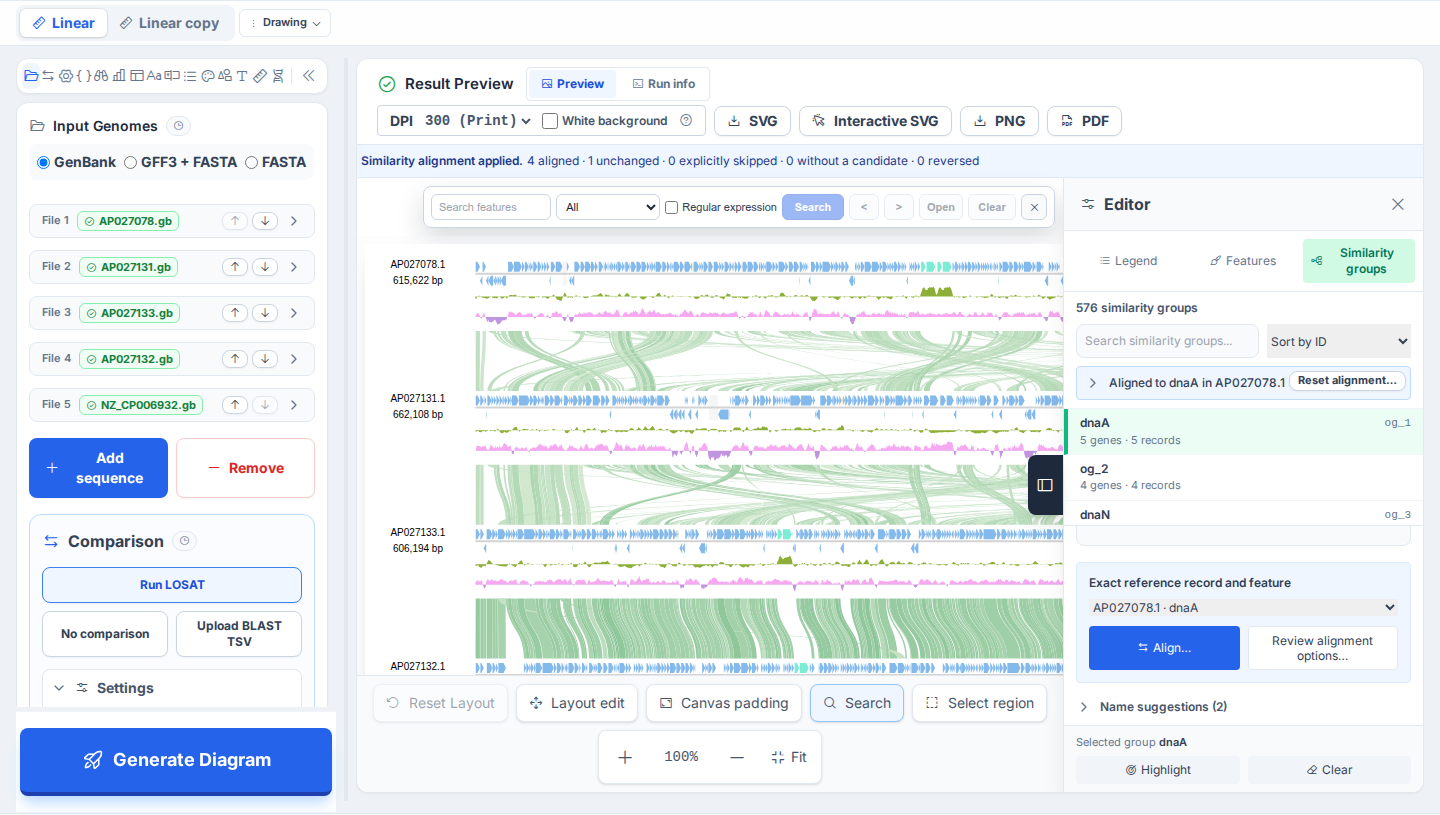 Linear
Linear copy
Drawing
Input Genomes
GenBank GFF3 + FASTA FASTA
File 1 AP027078.gb
File 2 AP027131.gb
File 3 AP027133.gb
File 4 AP027132.gb
File 5 NZ_CP006932.gb
Add sequence
Remove
Comparison
Run LOSAT
No comparison
Upload BLAST TSV
Settings
Generate Diagram
Result Preview
Preview
Run info
DPI 300 (Print) White background
SVG
Interactive SVG
PNG
PDF
Similarity alignment applied. 4 aligned · 1 unchanged · 0 explicitly skipped · 0 without a candidate · 0 reversed
Search features
All
Regular expression
Search
<
>
Open
Clear
AP027078.1
615,622 bp
AP027131.1
662,108 bp
AP027133.1
606,194 bp
AP027132.1
Reset Layout
Layout edit
Canvas padding
Search
Select region
100%
Fit
Editor
Legend
Features
Similarity groups
576 similarity groups
Search similarity groups...
Sort by ID
Aligned to dnaA in AP027078.1
Reset alignment...
dnaA og_1
5 genes · 5 records
og_2
4 genes · 4 records
dnaN og_3
Exact reference record and feature
AP027078.1 · dnaA
Align...
Review alignment options...
Name suggestions (2)
Selected group dnaA
Highlight
Clear